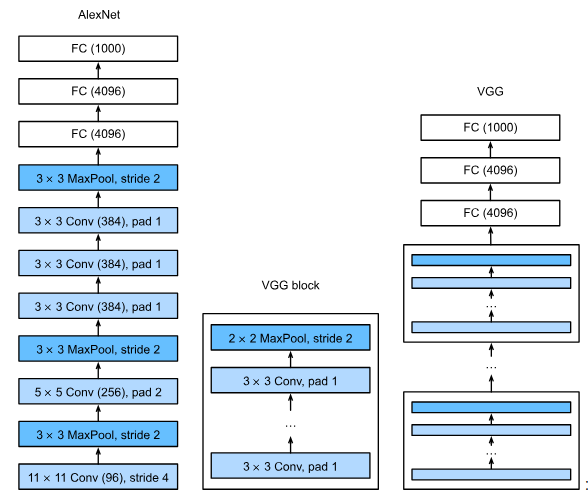 AlexNet
FC (1000)
FC (4096)
FC (4096)
3 × 3 MaxPool, stride 2
3 × 3 Conv (384), pad 1
3 × 3 Conv (384), pad 1
3 × 3 Conv (384), pad 1
3 × 3 MaxPool, stride 2
5 × 5 Conv (256), pad 2
3 × 3 MaxPool, stride 2
11 × 11 Conv (96), stride 4
VGG block
2 × 2 MaxPool, stride 2
3 × 3 Conv, pad 1
...
3 × 3 Conv, pad 1
VGG
FC (1000)
FC (4096)
FC (4096)
...
...
...